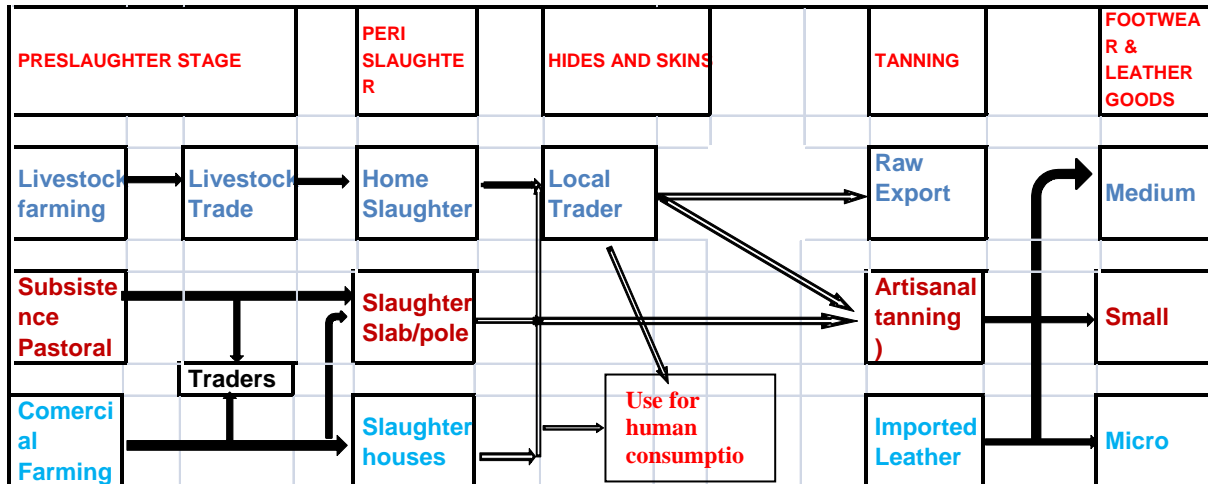 PRESLAUGHTER STAGE
PERI
SLAUGHTE
R
HIDES AND SKINS
TANNING
FOOTWEA
R &
LEATHER
GOODS
Livestock
farming
Livestock
Trade
Home
Slaughter
Local
Trader
Raw
Export
Medium
Subsiste
nce
Pastoral
Slaughter
Slab/pole
Artisanal
tanning
)
Small
Traders
Comerci
al
Farming
Slaughter
houses
Use for
human
consumptio
Imported
Leather
Micro